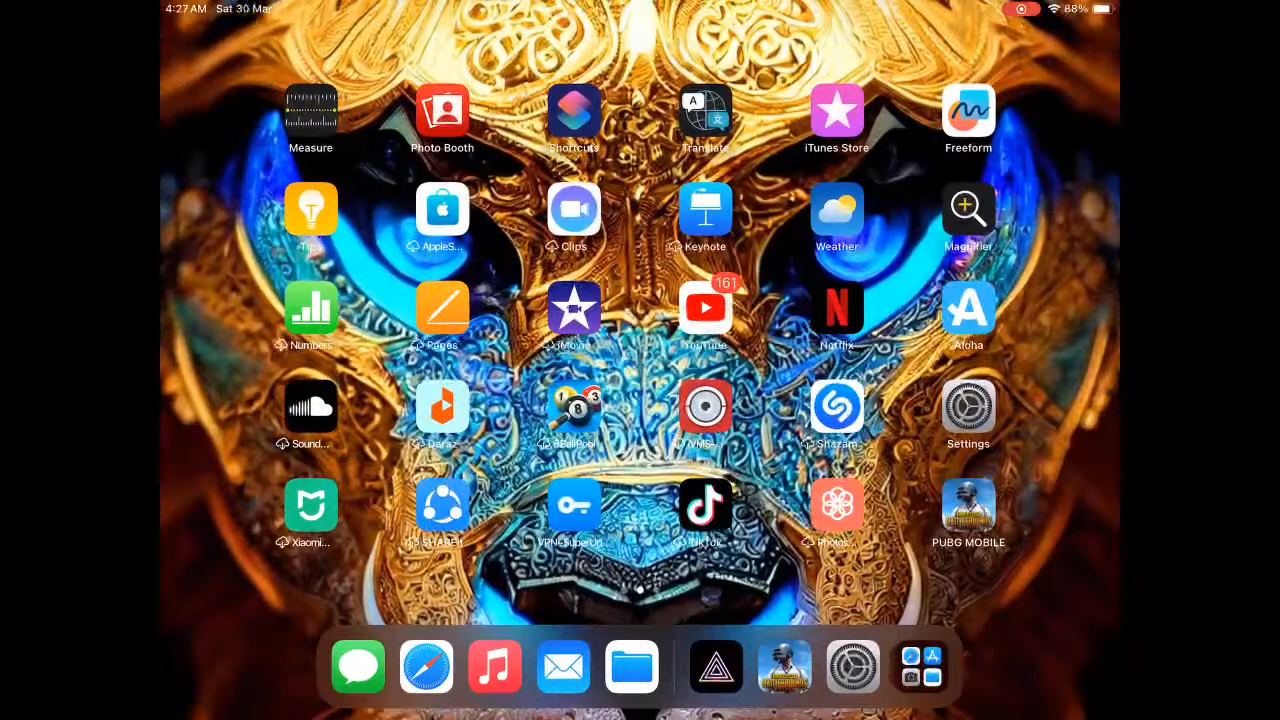 4:27 AM Sat 30 Mar 88%
Measure Photo Booth Shortcuts Translate iTunes Store Freeform
Tips AppleS... Clips Keynote Weather Magnifier
161
Numbers Pages iMovie YouTube Netflix Aloha
Sound... Daraz 8BallPool VMS-... Shazam Settings
Xiaomi... SHAREit VPN-SuperU... TikTok Photos... PUBG MOBILE